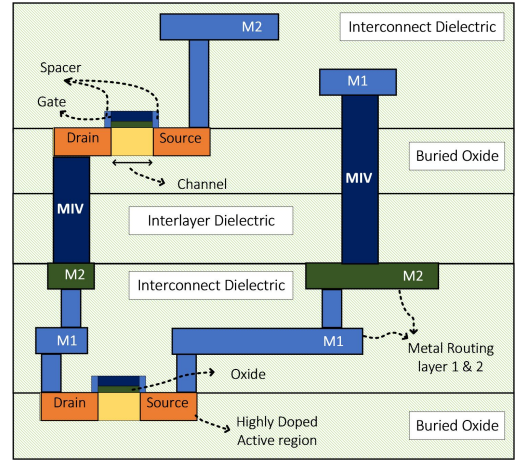 M2
Interconnect Dielectric
Spacer
M1
Gate
Drain
Source
Buried Oxide
Channel
MIV
MIV
Interlayer Dielectric
M2
Interconnect Dielectric
M2
M1
M1
Metal Routing
layer 1 & 2
Oxide
Drain
Source
Highly Doped
Active region
Buried Oxide